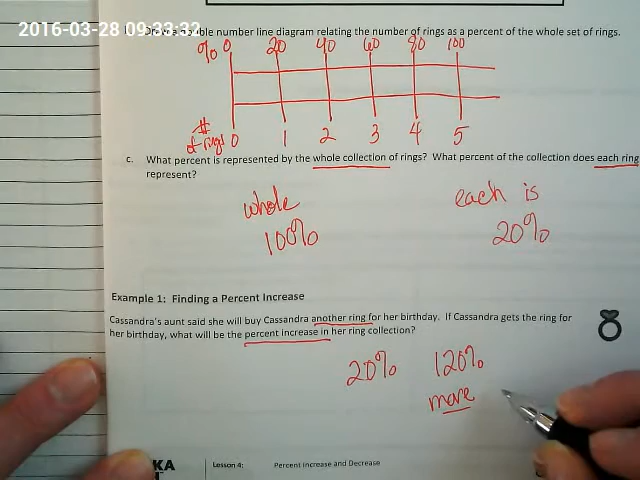 2016-03-28 09:33:32
double number line diagram relating the number of rings as a percent of the whole set of rings.
% 0 20 40 60 80 100
# of rings 0 1 2 3 4 5
c. What percent is represented by the whole collection of rings? What percent of the collection does each ring
represent?
whole each is
100% 20%
Example 1: Finding a Percent Increase
Cassandra's aunt said she will buy Cassandra another ring for her birthday. If Cassandra gets the ring for
her birthday, what will be the percent increase in her ring collection?
20% 120%
more
KA Lesson 4: Percent Increase and Decrease